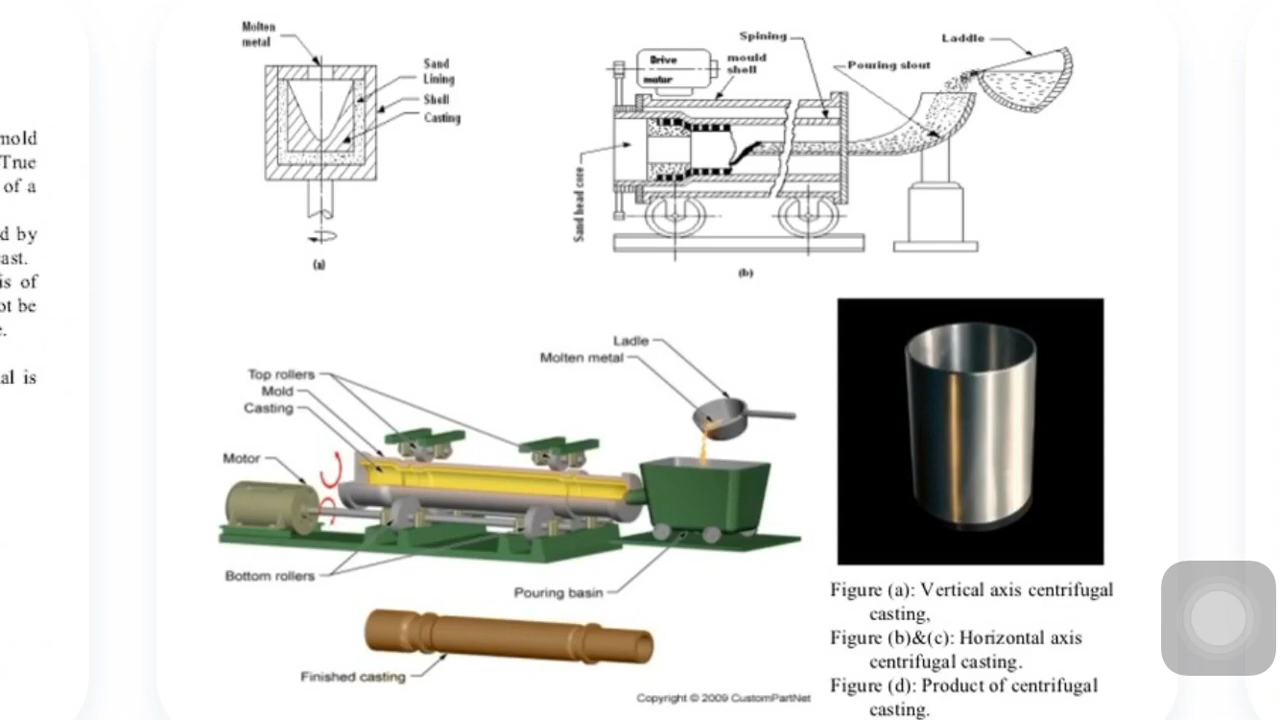 mold
True
of a
d by
ast.
is of
ot be
e.
al is
Molten
metal
Sand
Lining
Shell
Casting
(a)
Spining
Laddle
Drive
motor
mould
shell
Pouring slout
Sand head core
(b)
Ladle
Molten metal
Top rollers
Mold
Casting
Motor
Bottom rollers
Pouring basin
Finished casting
Copyright © 2009 CustomPartNet
Figure (a): Vertical axis centrifugal
casting,
Figure (b)&(c): Horizontal axis
centrifugal casting.
Figure (d): Product of centrifugal
casting.